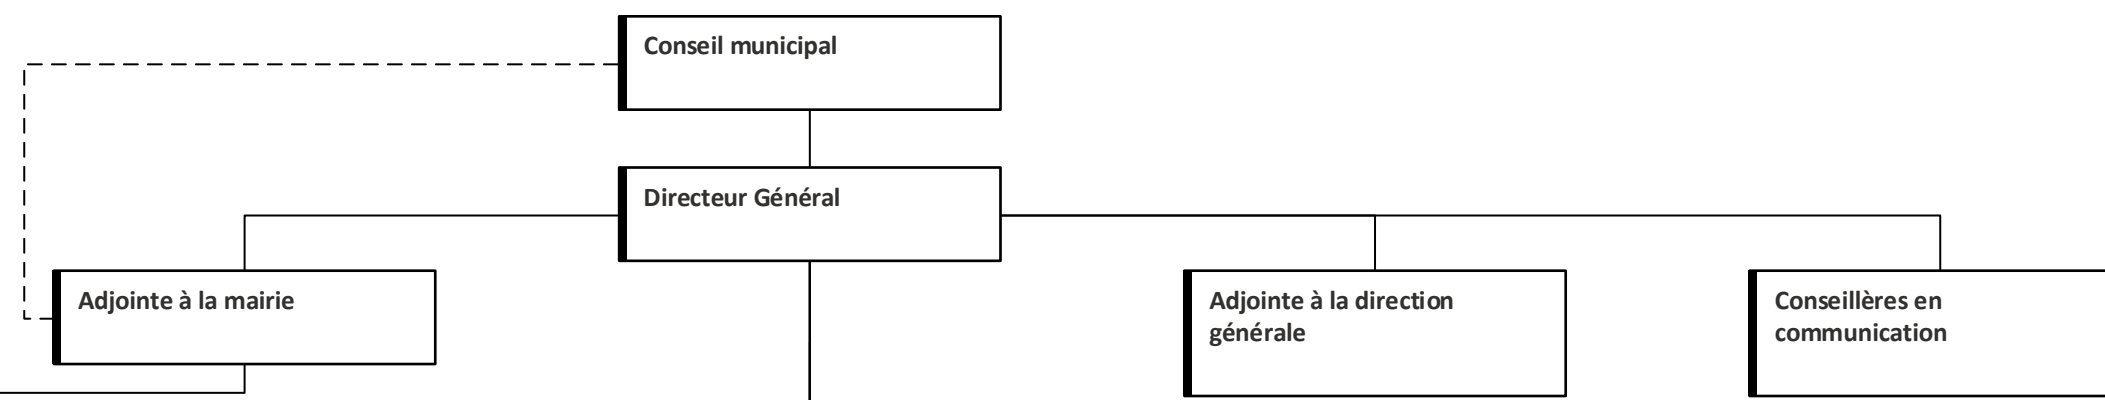 Conseil municipal
Directeur Général
Adjointe à la mairie
Adjointe à la direction
générale
Conseillères en
communication